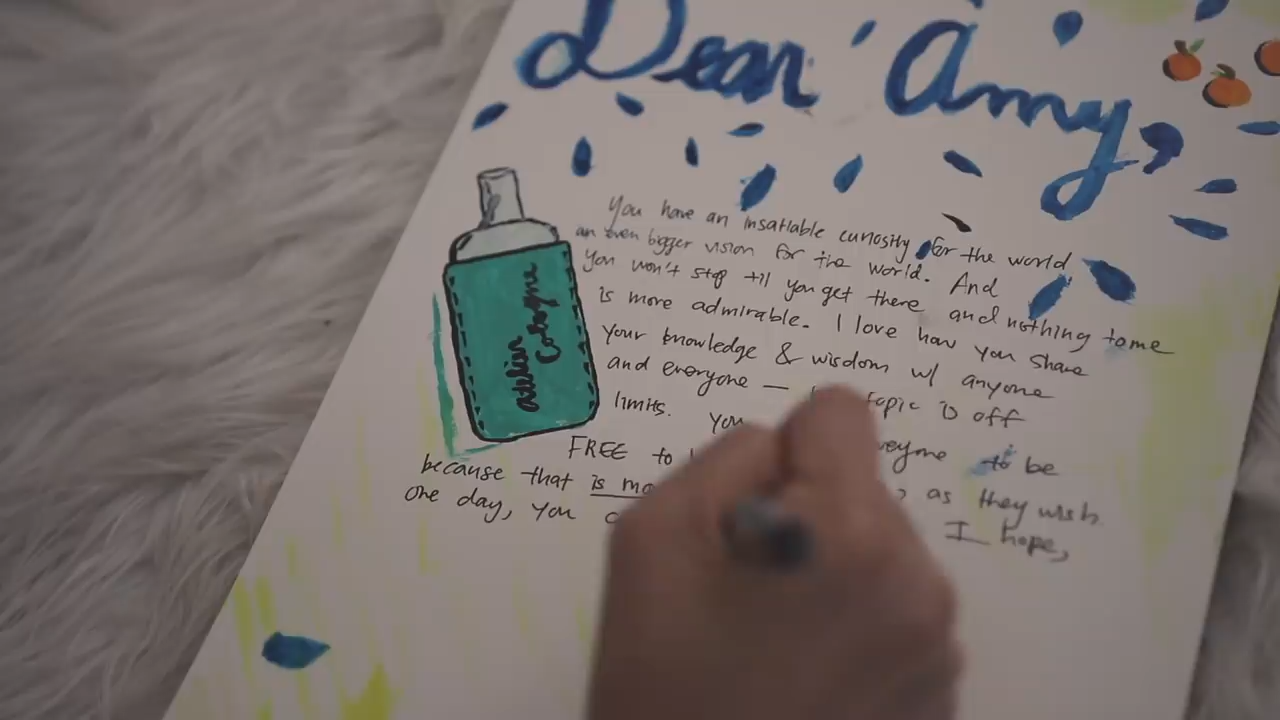 Dear Amy,
You have an insatiable curiosity for the world
an even bigger vision for the world. And
you won't stop til you get there and nothing to me
is more admirable. I love how you share
your knowledge & wisdom w/ anyone
and everyone — topic is off
limits. You to be
FREE to as they wish
because that is I hope,
one day, you
Atelier
Cologne